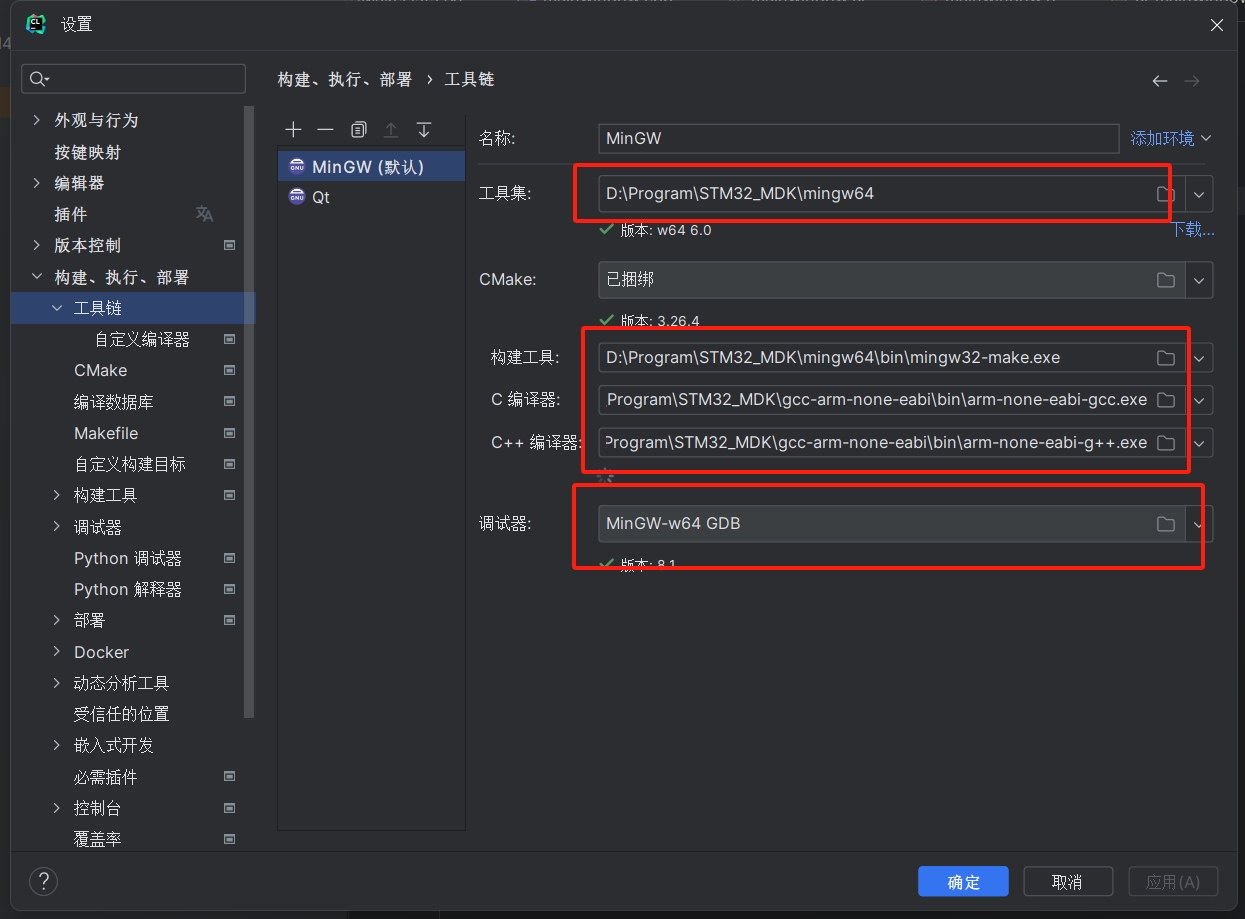 设置
构建、执行、部署 › 工具链
外观与行为
按键映射
编辑器
插件
版本控制
构建、执行、部署
工具链
自定义编译器
CMake
编译数据库
Makefile
自定义构建目标
构建工具
调试器
Python 调试器
Python 解释器
部署
Docker
动态分析工具
受信任的位置
嵌入式开发
必需插件
控制台
覆盖率
MinGW (默认)
Qt
名称: MinGW 添加环境
工具集: D:\Program\STM32_MDK\mingw64
版本: w64 6.0 下载...
CMake: 已捆绑
版本: 3.26.4
构建工具: D:\Program\STM32_MDK\mingw64\bin\mingw32-make.exe
C 编译器: Program\STM32_MDK\gcc-arm-none-eabi\bin\arm-none-eabi-gcc.exe
C++ 编译器: Program\STM32_MDK\gcc-arm-none-eabi\bin\arm-none-eabi-g++.exe
调试器: MinGW-w64 GDB
版本: 8.1
? 确定 取消 应用(A)